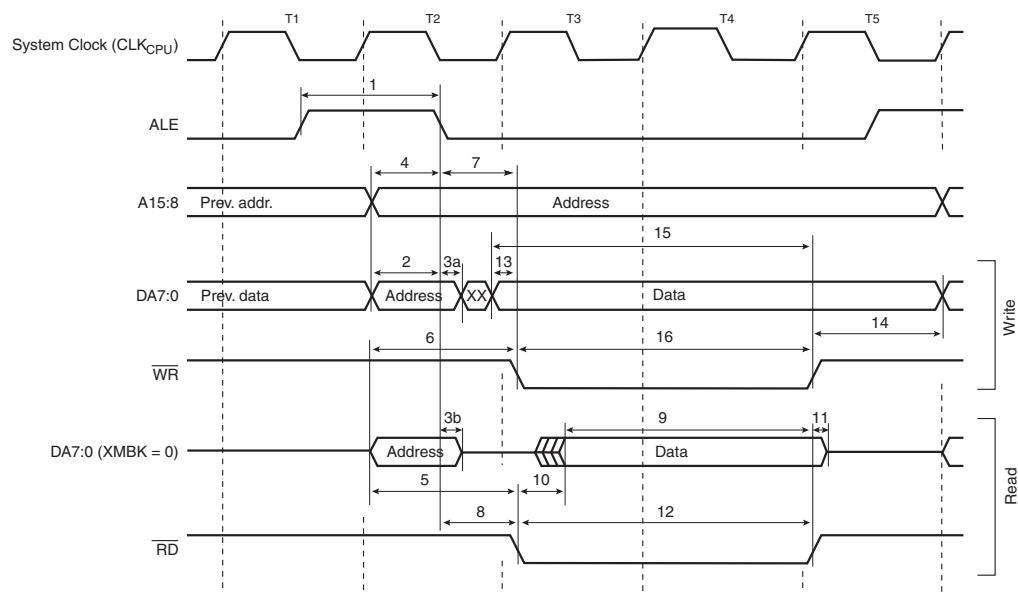 T1 T2 T3 T4 T5
System Clock (CLKCPU)
1
ALE
4 7
A15:8 Prev. addr. Address
15
2 3a 13
DA7:0 Prev. data Address XX Data
14
6 16
WR
Write
3b 9 11
DA7:0 (XMBK = 0) Address Data
5 10
8 12
RD
Read